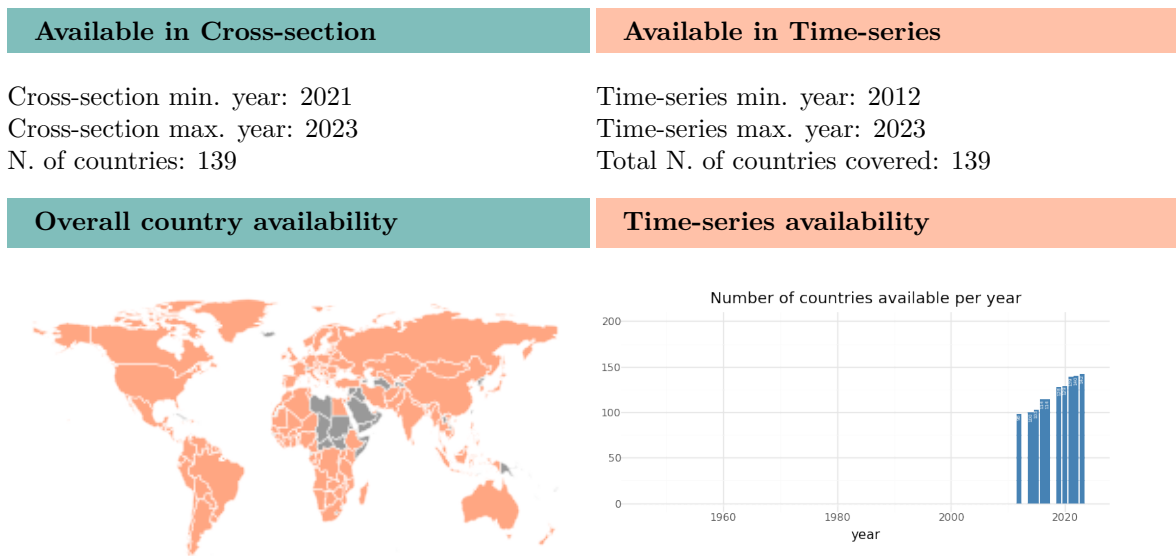 Available in Cross-section
Available in Time-series
Cross-section min. year: 2021
Cross-section max. year: 2023
N. of countries: 139
Time-series min. year: 2012
Time-series max. year: 2023
Total N. of countries covered: 139
Overall country availability
Time-series availability
Number of countries available per year
200
150
100
50
0
1960
1980
2000
2020
year